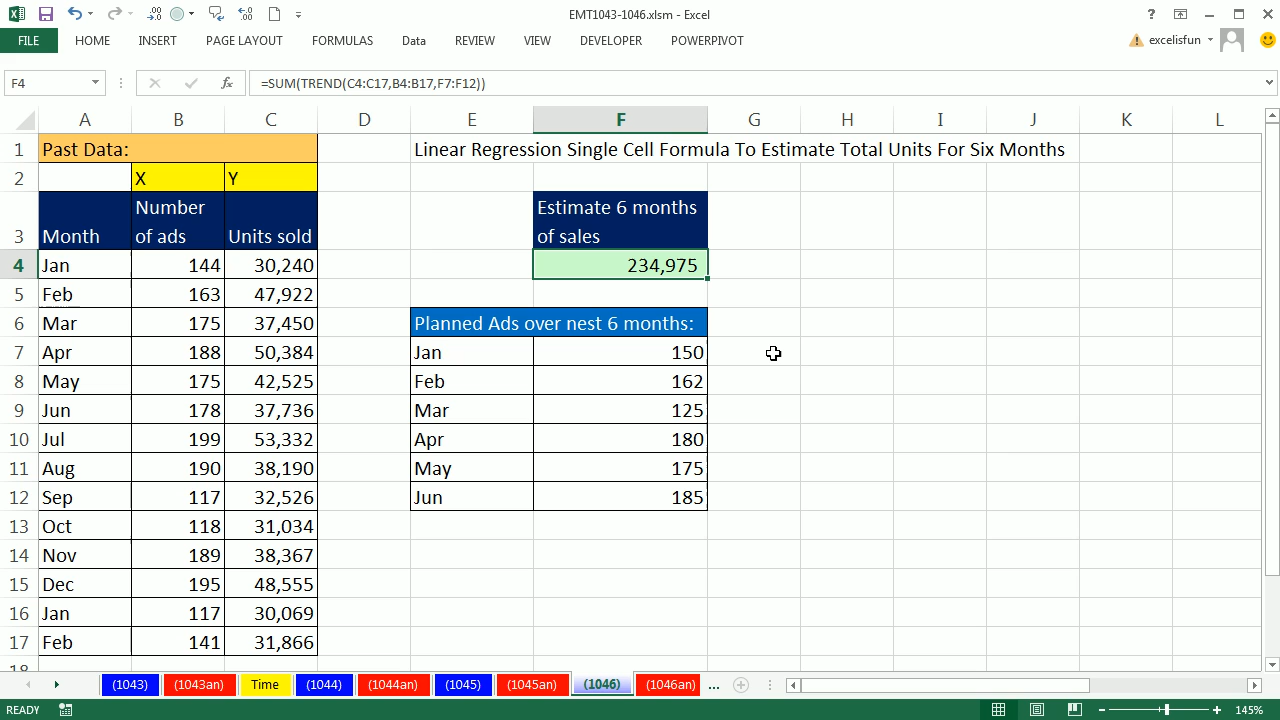 EMT1043-1046.xlsm - Excel
FILE HOME INSERT PAGE LAYOUT FORMULAS Data REVIEW VIEW DEVELOPER POWERPIVOT excelisfun
F4 fx =SUM(TREND(C4:C17,B4:B17,F7:F12))
A B C D E F G H I J K L
1 Past Data: Linear Regression Single Cell Formula To Estimate Total Units For Six Months
2 X Y
3 Month Number of ads Units sold Estimate 6 months of sales
4 Jan 144 30,240 234,975
5 Feb 163 47,922
6 Mar 175 37,450 Planned Ads over nest 6 months:
7 Apr 188 50,384 Jan 150
8 May 175 42,525 Feb 162
9 Jun 178 37,736 Mar 125
10 Jul 199 53,332 Apr 180
11 Aug 190 38,190 May 175
12 Sep 117 32,526 Jun 185
13 Oct 118 31,034
14 Nov 189 38,367
15 Dec 195 48,555
16 Jan 117 30,069
17 Feb 141 31,866
18
(1043) (1043an) Time (1044) (1044an) (1045) (1045an) (1046) (1046an) ...
READY 145%